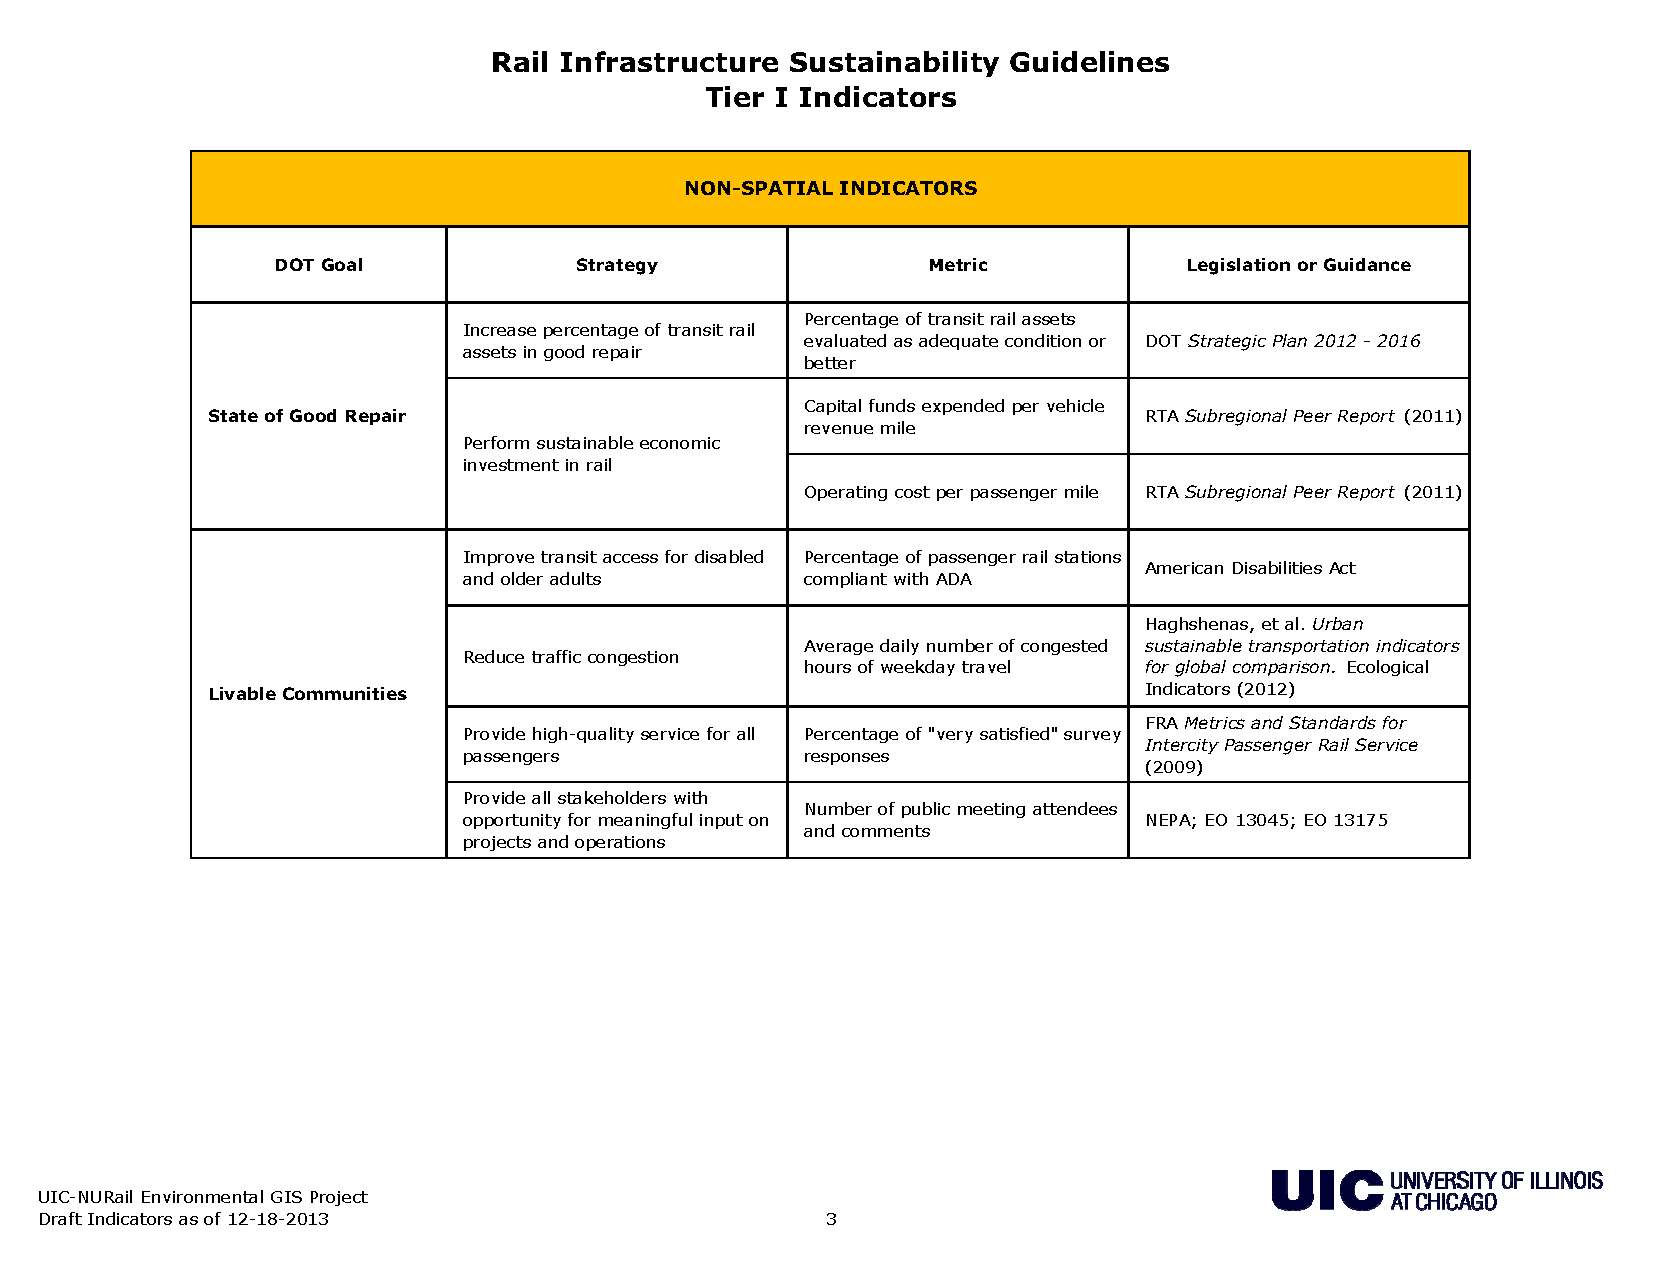 Rail Infrastructure Sustainability Guidelines
Tier I Indicators
NON-SPATIAL INDICATORS
DOT Goal
Strategy
Metric
Legislation or Guidance
State of Good Repair
Increase percentage of transit rail
assets in good repair
Percentage of transit rail assets
evaluated as adequate condition or
better
DOT Strategic Plan 2012 - 2016
Perform sustainable economic
investment in rail
Capital funds expended per vehicle
revenue mile
RTA Subregional Peer Report (2011)
Operating cost per passenger mile
RTA Subregional Peer Report (2011)
Livable Communities
Improve transit access for disabled
and older adults
Percentage of passenger rail stations
compliant with ADA
American Disabilities Act
Reduce traffic congestion
Average daily number of congested
hours of weekday travel
Haghshenas, et al. Urban
sustainable transportation indicators
for global comparison. Ecological
Indicators (2012)
Provide high-quality service for all
passengers
Percentage of "very satisfied" survey
responses
FRA Metrics and Standards for
Intercity Passenger Rail Service
(2009)
Provide all stakeholders with
opportunity for meaningful input on
projects and operations
Number of public meeting attendees
and comments
NEPA; EO 13045; EO 13175
UIC-NURail Environmental GIS Project
Draft Indicators as of 12-18-2013
3
UIC UNIVERSITY OF ILLINOIS
AT CHICAGO